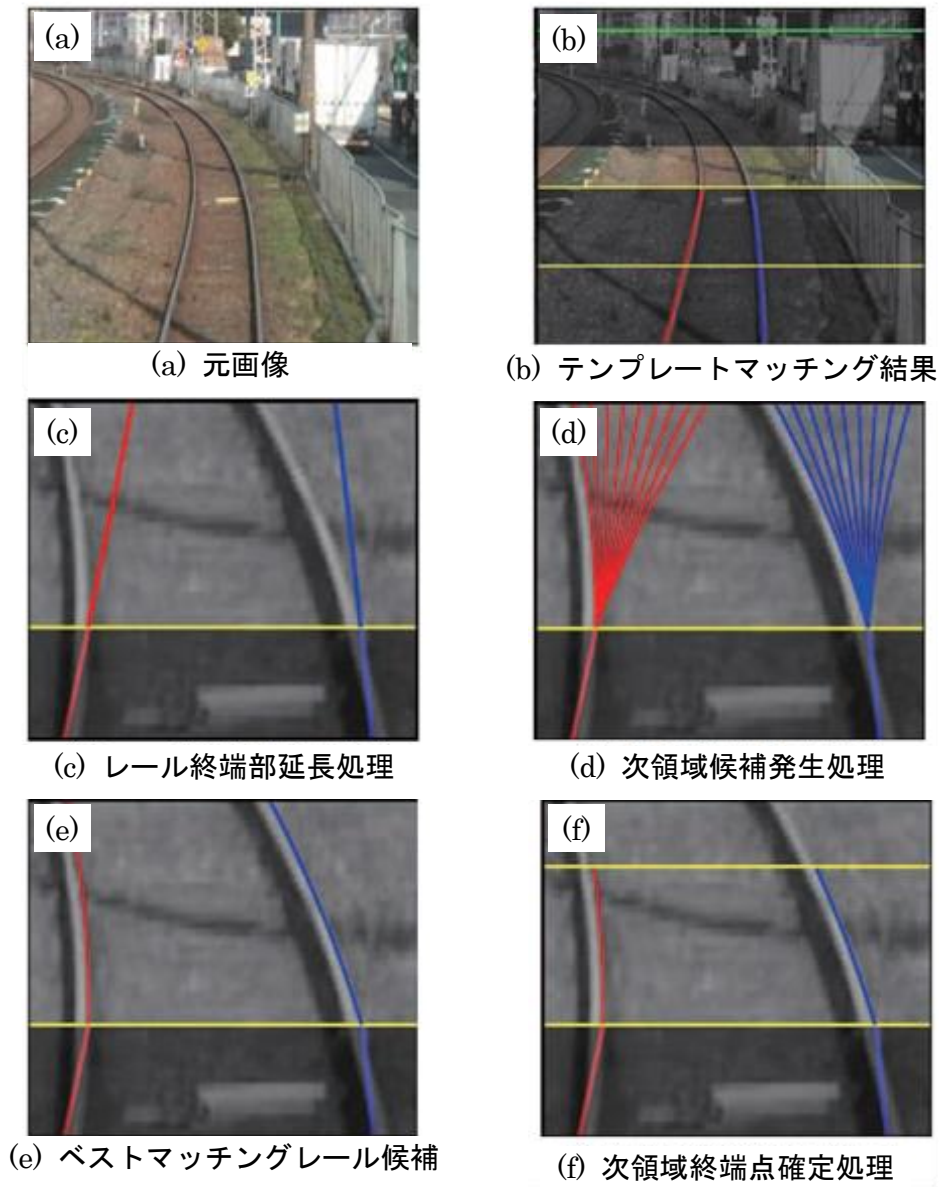 (a)
(b)
(a) 元画像
(b) テンプレートマッチング結果
(c)
(d)
(c) レール終端部延長処理
(d) 次領域候補発生処理
(e)
(f)
(e) ベストマッチングレール候補
(f) 次領域終端点確定処理